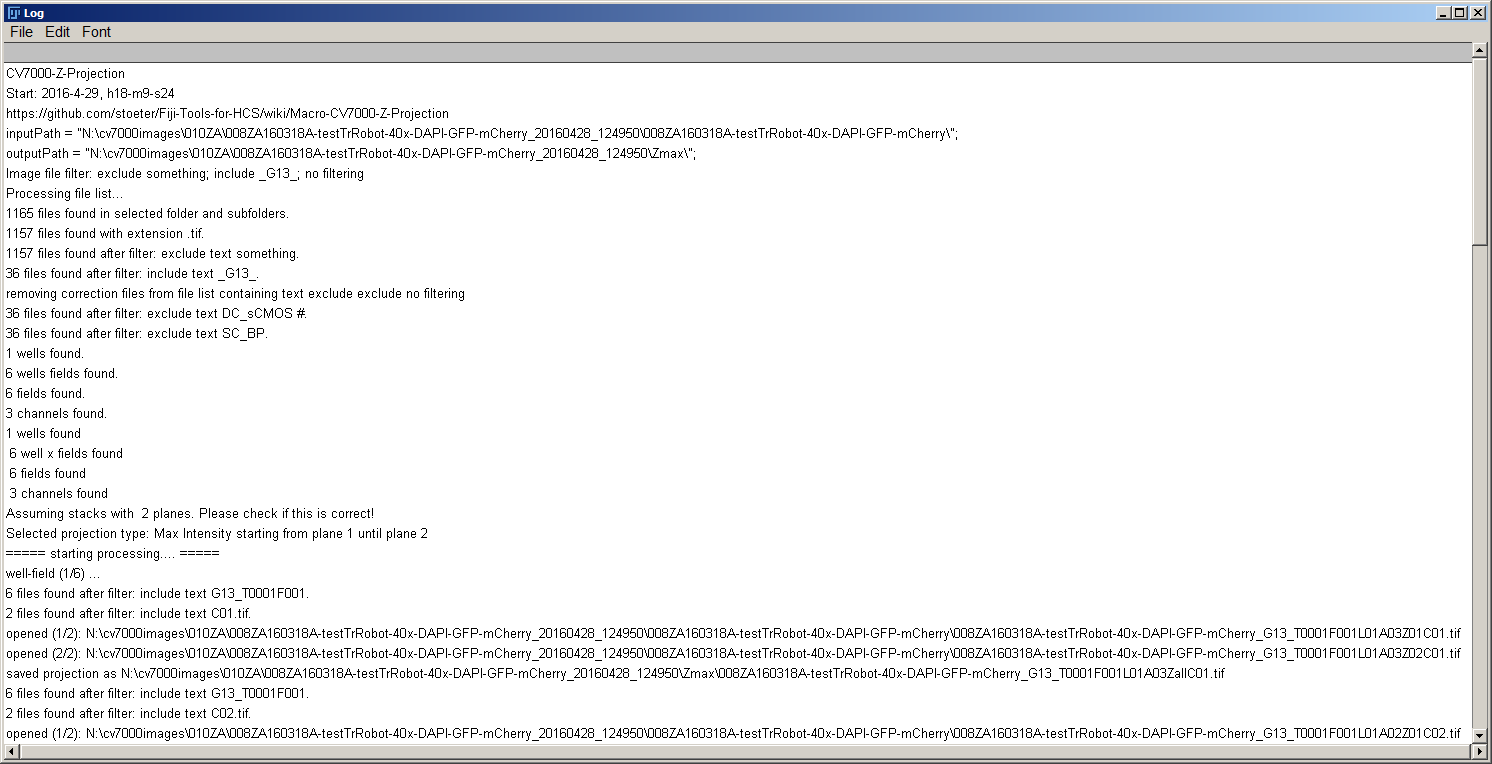 Log
File Edit Font
CV7000-Z-Projection
Start: 2016-4-29, h18-m9-s24
https://github.com/stoeter/Fiji-Tools-for-HCS/wiki/Macro-CV7000-Z-Projection
inputPath = "N:\cv7000images\010ZA\008ZA160318A-testTrRobot-40x-DAPI-GFP-mCherry_20160428_124950\008ZA160318A-testTrRobot-40x-DAPI-GFP-mCherry\";
outputPath = "N:\cv7000images\010ZA\008ZA160318A-testTrRobot-40x-DAPI-GFP-mCherry_20160428_124950\Zmax\";
Image file filter: exclude something; include _G13_; no filtering
Processing file list...
1165 files found in selected folder and subfolders.
1157 files found with extension .tif.
1157 files found after filter: exclude text something.
36 files found after filter: include text _G13_.
removing correction files from file list containing text exclude exclude no filtering
36 files found after filter: exclude text DC_sCMOS #.
36 files found after filter: exclude text SC_BP.
1 wells found.
6 wells fields found.
6 fields found.
3 channels found.
1 wells found
6 well x fields found
6 fields found
3 channels found
Assuming stacks with  2 planes. Please check if this is correct!
Selected projection type: Max Intensity starting from plane 1 until plane 2
===== starting processing.... =====
well-field (1/6) ...
6 files found after filter: include text G13_T0001F001.
2 files found after filter: include text C01.tif.
opened (1/2): N:\cv7000images\010ZA\008ZA160318A-testTrRobot-40x-DAPI-GFP-mCherry_20160428_124950\008ZA160318A-testTrRobot-40x-DAPI-GFP-mCherry\008ZA160318A-testTrRobot-40x-DAPI-GFP-mCherry_G13_T0001F001L01A03Z01C01.tif
opened (2/2): N:\cv7000images\010ZA\008ZA160318A-testTrRobot-40x-DAPI-GFP-mCherry_20160428_124950\008ZA160318A-testTrRobot-40x-DAPI-GFP-mCherry\008ZA160318A-testTrRobot-40x-DAPI-GFP-mCherry_G13_T0001F001L01A03Z02C01.tif
saved projection as N:\cv7000images\010ZA\008ZA160318A-testTrRobot-40x-DAPI-GFP-mCherry_20160428_124950\Zmax\008ZA160318A-testTrRobot-40x-DAPI-GFP-mCherry_G13_T0001F001L01A03ZallC01.tif
6 files found after filter: include text G13_T0001F001.
2 files found after filter: include text C02.tif.
opened (1/2): N:\cv7000images\010ZA\008ZA160318A-testTrRobot-40x-DAPI-GFP-mCherry_20160428_124950\008ZA160318A-testTrRobot-40x-DAPI-GFP-mCherry\008ZA160318A-testTrRobot-40x-DAPI-GFP-mCherry_G13_T0001F001L01A02Z01C02.tif